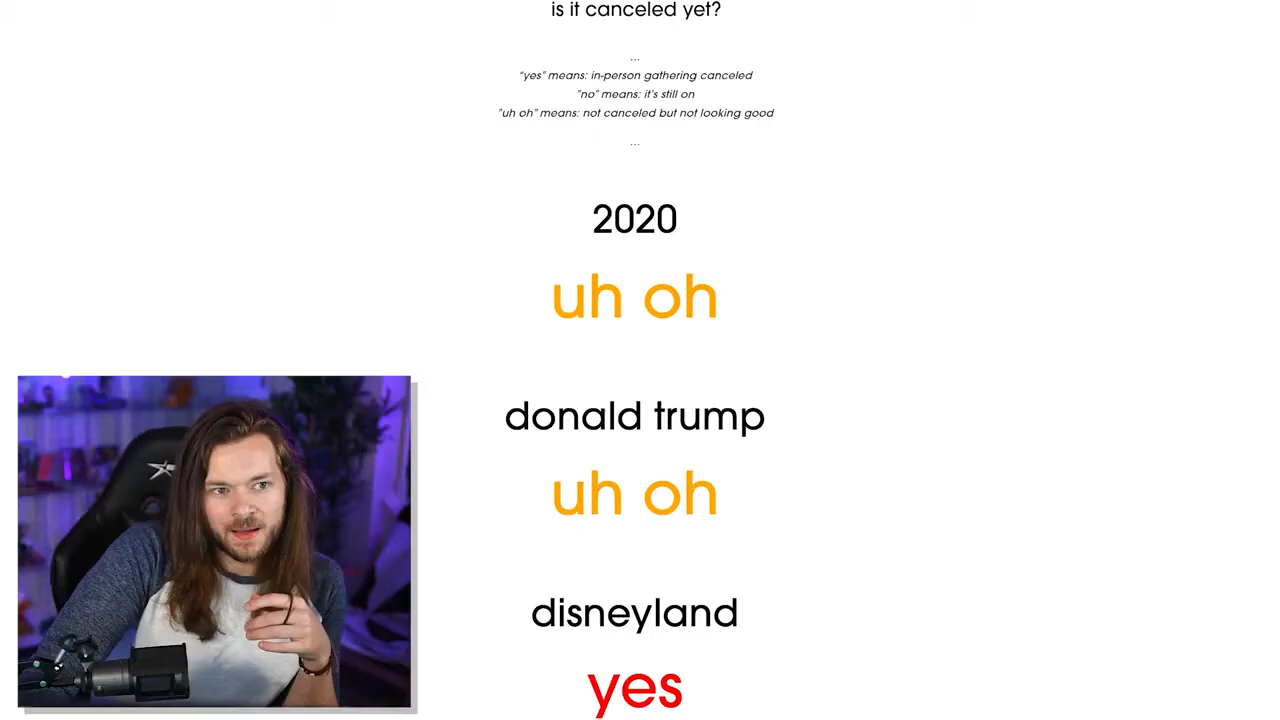 is it canceled yet?
...
"yes" means: in-person gathering canceled
"no" means: it's still on
"uh oh" means: not canceled but not looking good
...
2020
uh oh
donald trump
uh oh
disneyland
yes